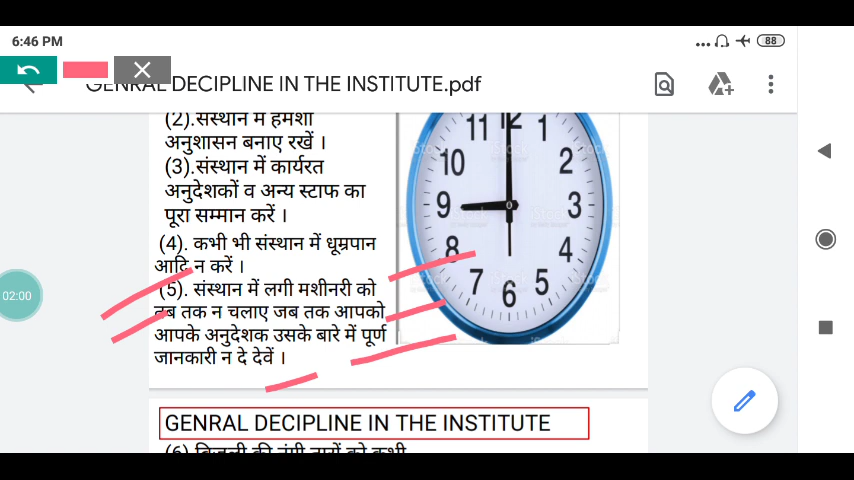 6:46 PM
88
GENRAL DECIPLINE IN THE INSTITUTE.pdf
(2).संस्थान में हमेशा
अनुशासन बनाए रखें ।
(3).संस्थान में कार्यरत
अनुदेशकों व अन्य स्टाफ का
पूरा सम्मान करें ।
(4). कभी भी संस्थान में धूम्रपान
आदि न करें ।
(5). संस्थान में लगी मशीनरी को
तब तक न चलाए जब तक आपको
आपके अनुदेशक उसके बारे में पूर्ण
जानकारी न दे देवें ।
11 12 1
10 2
9 3
8 4
7 6 5
02:00
GENRAL DECIPLINE IN THE INSTITUTE
(6) बिजली की नंगी तारों को कभी